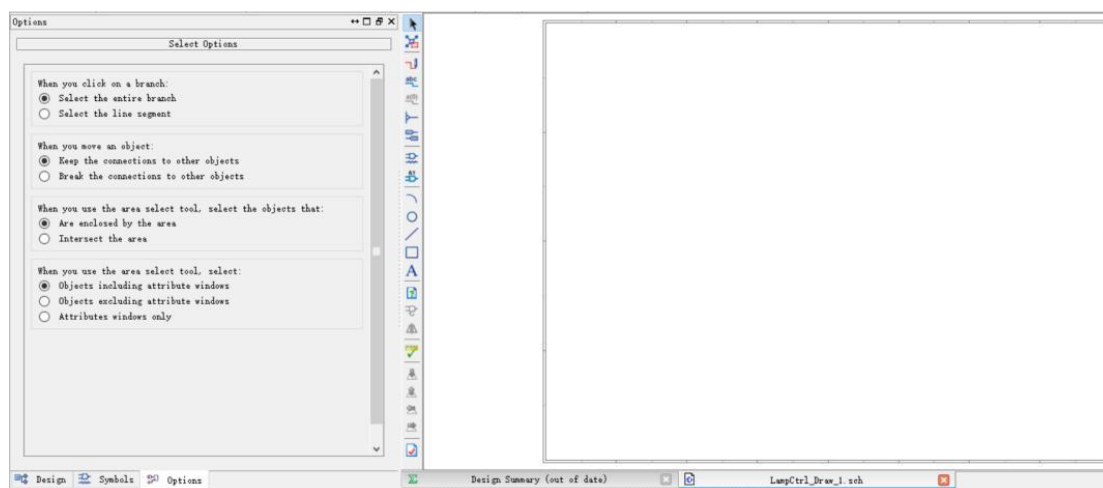 Options
Select Options
When you click on a branch:
Select the entire branch
Select the line segment
When you move an object:
Keep the connections to other objects
Break the connections to other objects
When you use the area select tool, select the objects that:
Are enclosed by the area
Intersect the area
When you use the area select tool, select:
Objects including attribute windows
Objects excluding attribute windows
Attributes windows only
abc
A
Design
Symbols
Options
Design Summary (out of date)
LampCtrl_Draw_1.sch